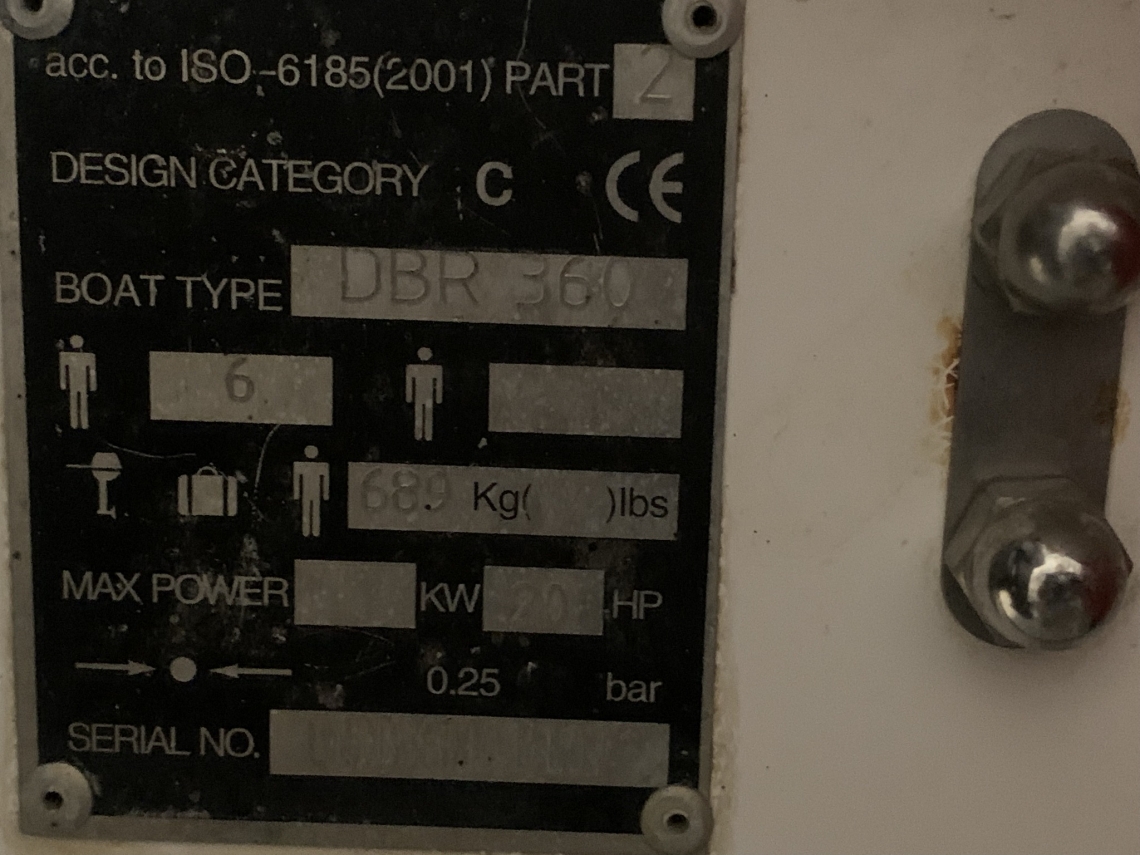 acc. to ISO-6185(2001) PART 2
DESIGN CATEGORY C CE
BOAT TYPE DBR 360
6
689 Kg( )lbs
MAX POWER KW 20 HP
0.25 bar
SERIAL NO.